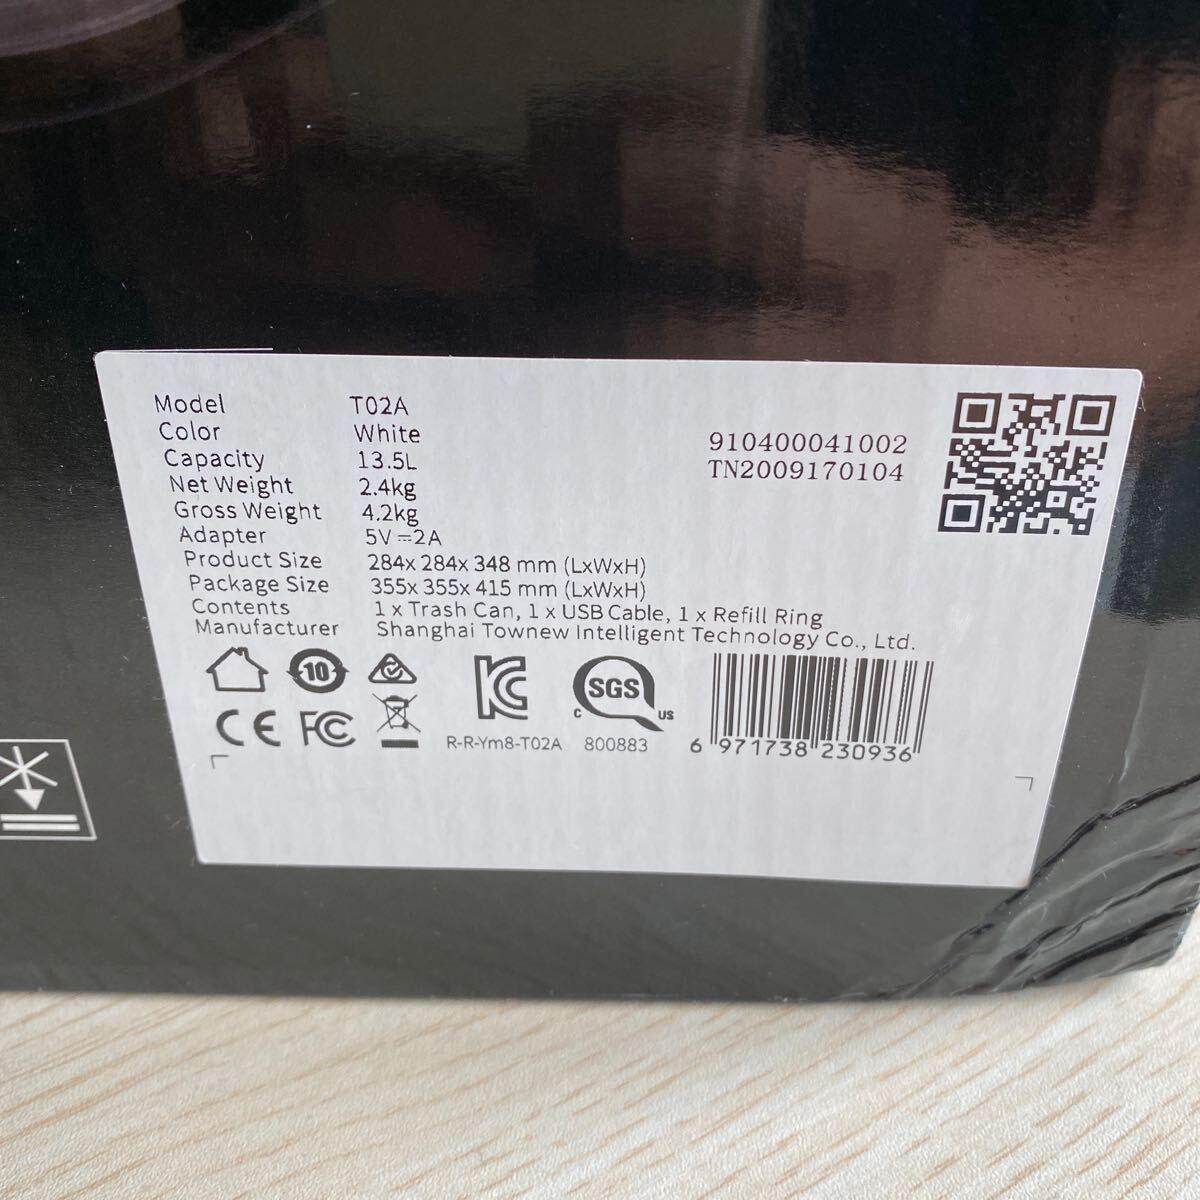 Model T02A
Color White
Capacity 13.5L
Net Weight 2.4kg
Gross Weight 4.2kg
Adapter 5V⎓2A
Product Size 284x 284x 348 mm (LxWxH)
Package Size 355x 355x 415 mm (LxWxH)
Contents 1 x Trash Can, 1 x USB Cable, 1 x Refill Ring
Manufacturer Shanghai Townew Intelligent Technology Co., Ltd.
910400041002
TN2009170104
10
CE FC
KC
R-R-Ym8-T02A
SGS
C US
800883
6 971738 230936